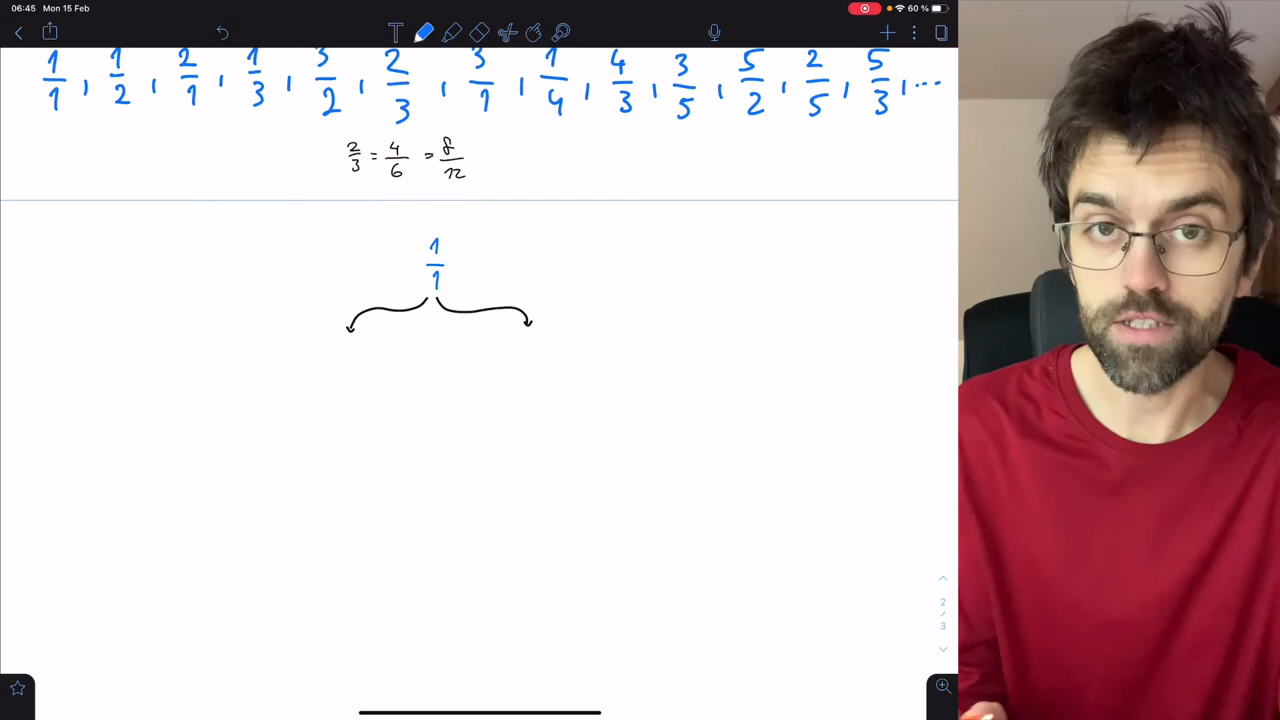 06:45 Mon 15 Feb 60 %
T
1/1, 1/2, 2/1, 1/3, 3/2, 2/3, 3/1, 1/4, 4/3, 3/5, 5/2, 2/5, 5/3, ...
2/3 = 4/6 = 8/12
1/1
2
/
3